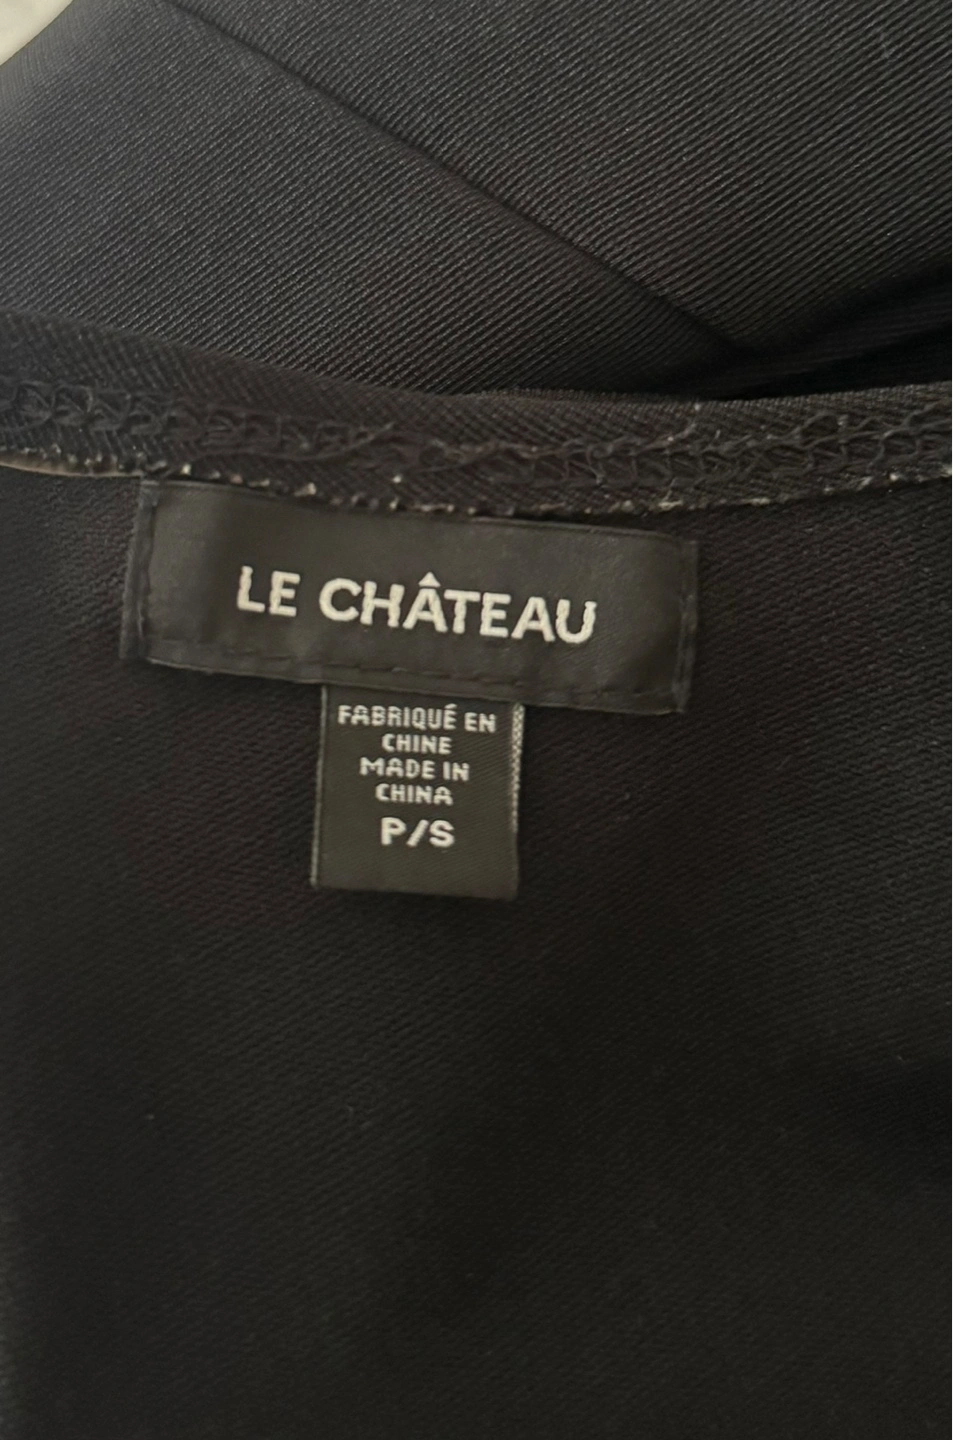 LE CHÂTEAU
FABRIQUÉ EN
CHINE
MADE IN
CHINA
P/S